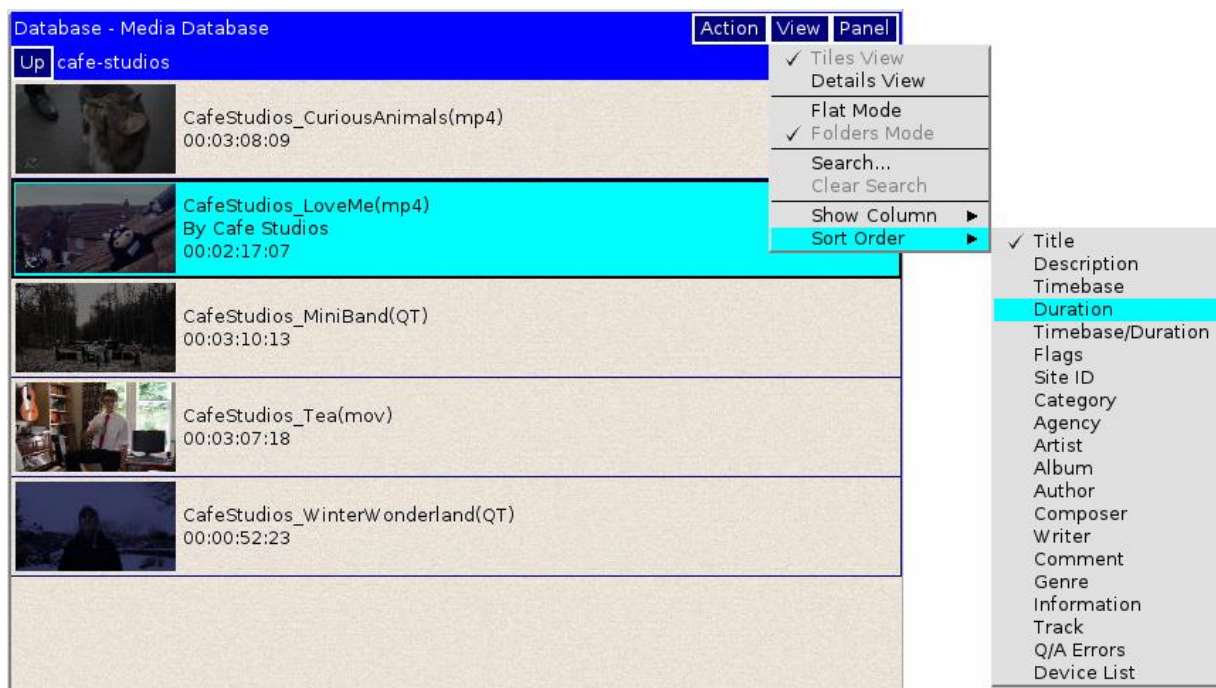 Database - Media Database
Action View Panel
Up cafe-studios
CafeStudios_CuriousAnimals(mp4)
00:03:08:09
CafeStudios_LoveMe(mp4)
By Cafe Studios
00:02:17:07
CafeStudios_MiniBand(QT)
00:03:10:13
CafeStudios_Tea(mov)
00:03:07:18
CafeStudios_WinterWonderland(QT)
00:00:52:23
✓ Tiles View
Details View
Flat Mode
✓ Folders Mode
Search...
Clear Search
Show Column ▶
Sort Order ▶
✓ Title
Description
Timebase
Duration
Timebase/Duration
Flags
Site ID
Category
Agency
Artist
Album
Author
Composer
Writer
Comment
Genre
Information
Track
Q/A Errors
Device List